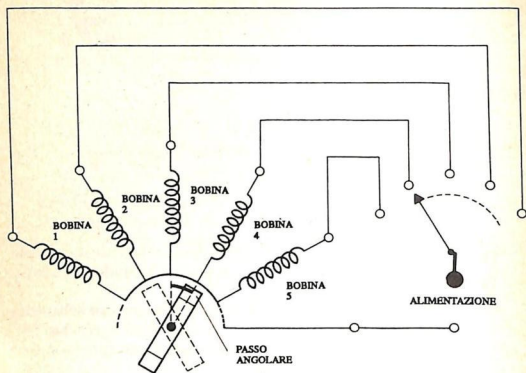 BOBINA
1
BOBINA
2
BOBINA
3
BOBINA
4
BOBINA
5
ALIMENTAZIONE
PASSO
ANGOLARE